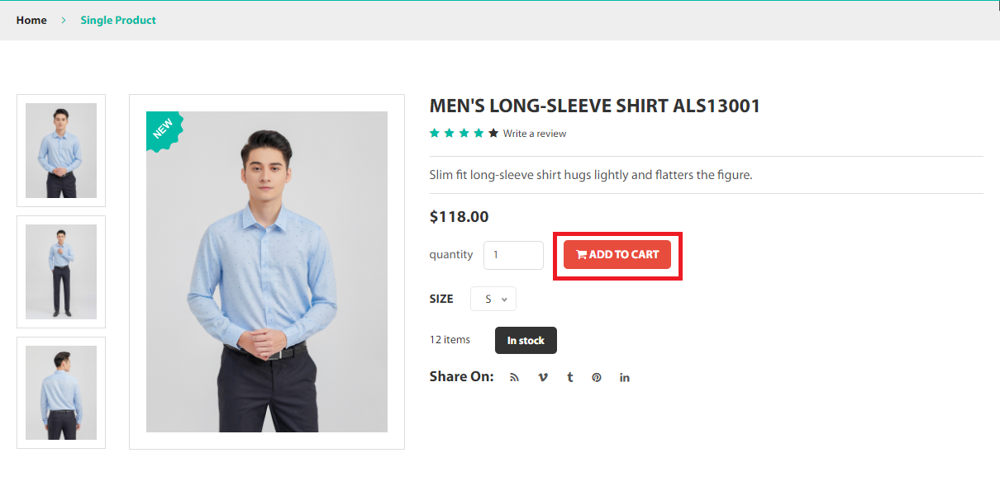 Home > Single Product
NEW
MEN'S LONG-SLEEVE SHIRT ALS13001
Write a review
Slim fit long-sleeve shirt hugs lightly and flatters the figure.
$118.00
quantity 1 ADD TO CART
SIZE S
12 items In stock
Share On: